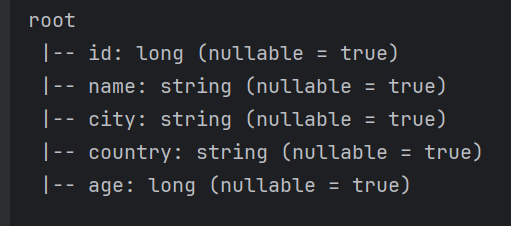 root
 |-- id: long (nullable = true)
 |-- name: string (nullable = true)
 |-- city: string (nullable = true)
 |-- country: string (nullable = true)
 |-- age: long (nullable = true)